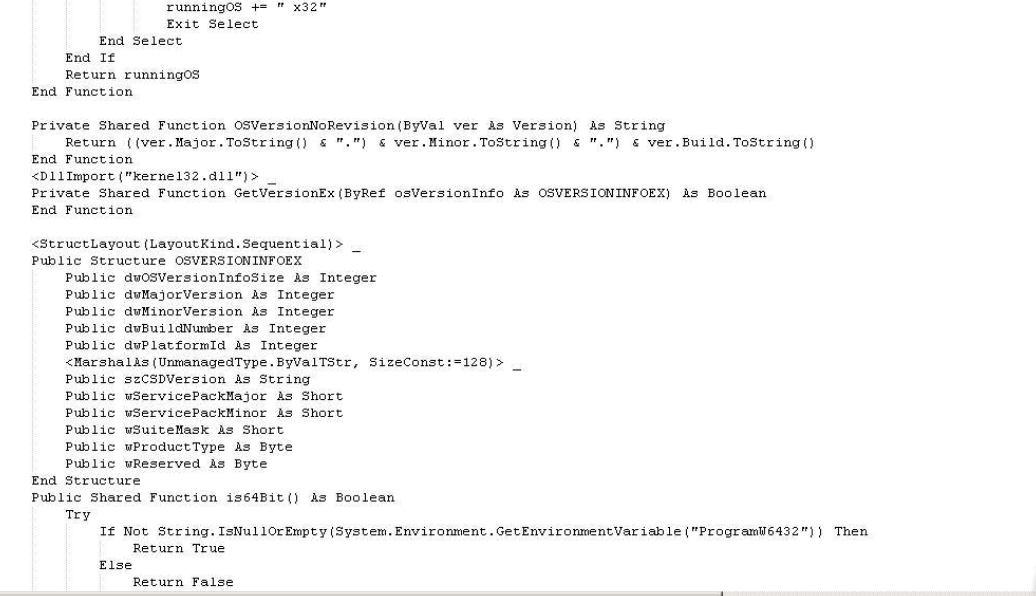 runningOS += " x32"
Exit Select
End Select
End If
Return runningOS
End Function
Private Shared Function OSVersionNoRevision(ByVal ver As Version) As String
Return ((ver.Major.ToString() & ".") & ver.Minor.ToString() & ".") & ver.Build.ToString()
End Function
<DllImport("kernel32.dll")> _
Private Shared Function GetVersionEx(ByRef osVersionInfo As OSVERSIONINFOEX) As Boolean
End Function
<StructLayout(LayoutKind.Sequential)> _
Public Structure OSVERSIONINFOEX
Public dwOSVersionInfoSize As Integer
Public dwMajorVersion As Integer
Public dwMinorVersion As Integer
Public dwBuildNumber As Integer
Public dwPlatformId As Integer
<MarshalAs(UnmanagedType.ByValTStr, SizeConst:=128)> _
Public szCSDVersion As String
Public wServicePackMajor As Short
Public wServicePackMinor As Short
Public wSuiteMask As Short
Public wProductType As Byte
Public wReserved As Byte
End Structure
Public Shared Function is64Bit() As Boolean
Try
If Not String.IsNullOrEmpty(System.Environment.GetEnvironmentVariable("ProgramW6432")) Then
Return True
Else
Return False